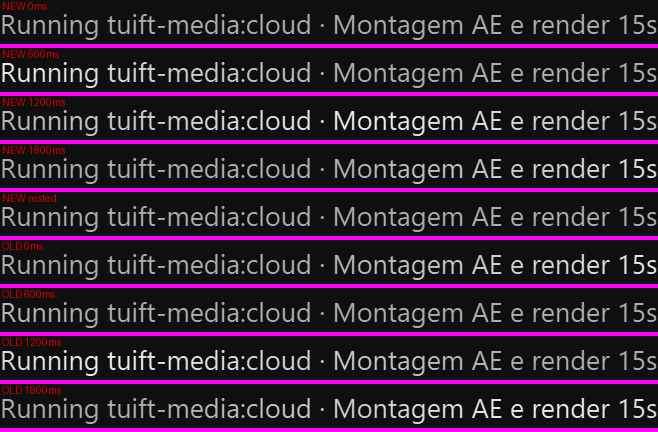 NEW 0ms
Running tuift-media:cloud · Montagem AE e render 15s
NEW 600ms
Running tuift-media:cloud · Montagem AE e render 15s
NEW 1200ms
Running tuift-media:cloud · Montagem AE e render 15s
NEW 1800ms
Running tuift-media:cloud · Montagem AE e render 15s
NEW rested
Running tuift-media:cloud · Montagem AE e render 15s
OLD 0ms
Running tuift-media:cloud · Montagem AE e render 15s
OLD 600ms
Running tuift-media:cloud · Montagem AE e render 15s
OLD 1200ms
Running tuift-media:cloud · Montagem AE e render 15s
OLD 1800ms
Running tuift-media:cloud · Montagem AE e render 15s